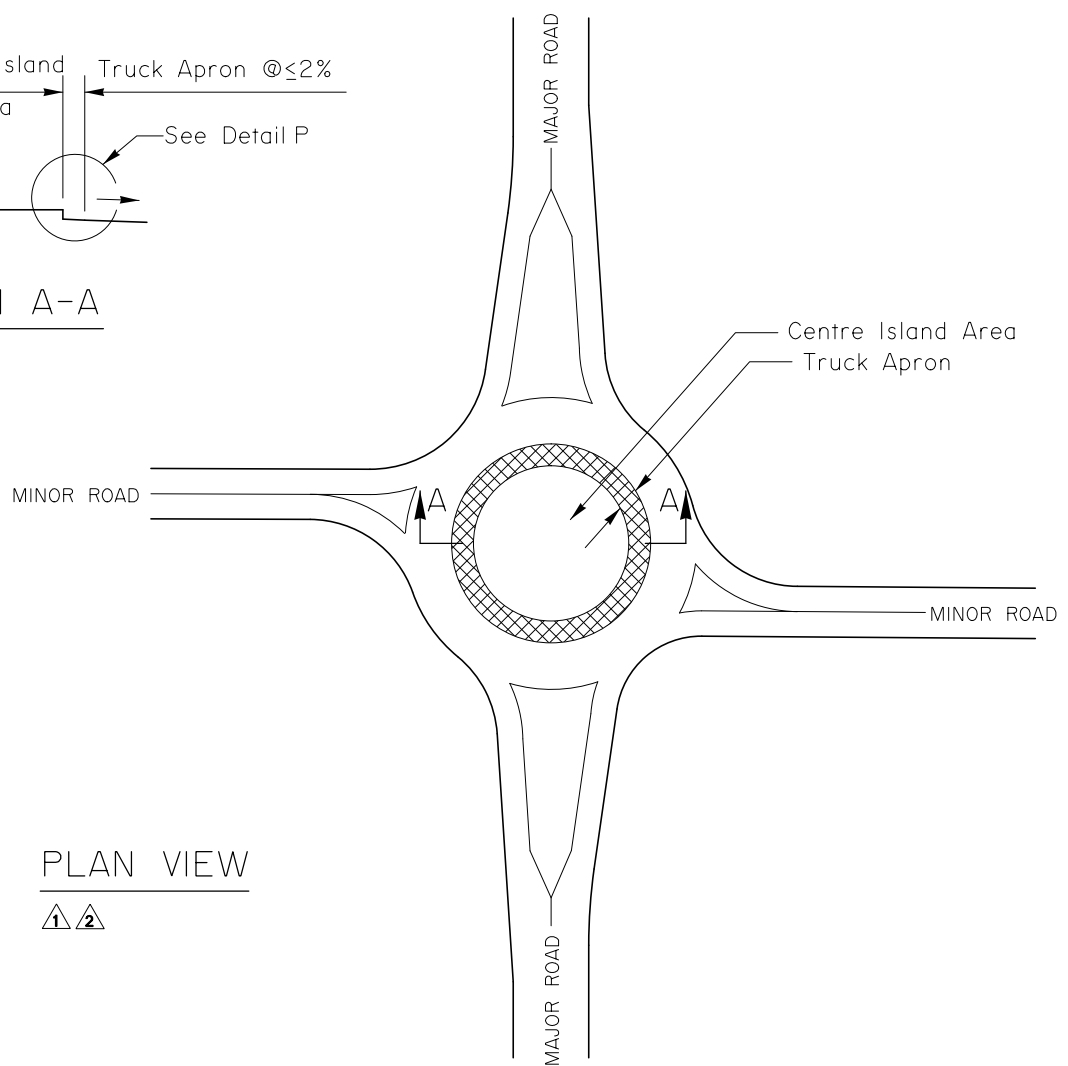 sland
a
Truck Apron @≤2%
See Detail P
A-A
MAJOR ROAD
Centre Island Area
Truck Apron
MINOR ROAD
A
A
MINOR ROAD
PLAN VIEW
1 2
MAJOR ROAD